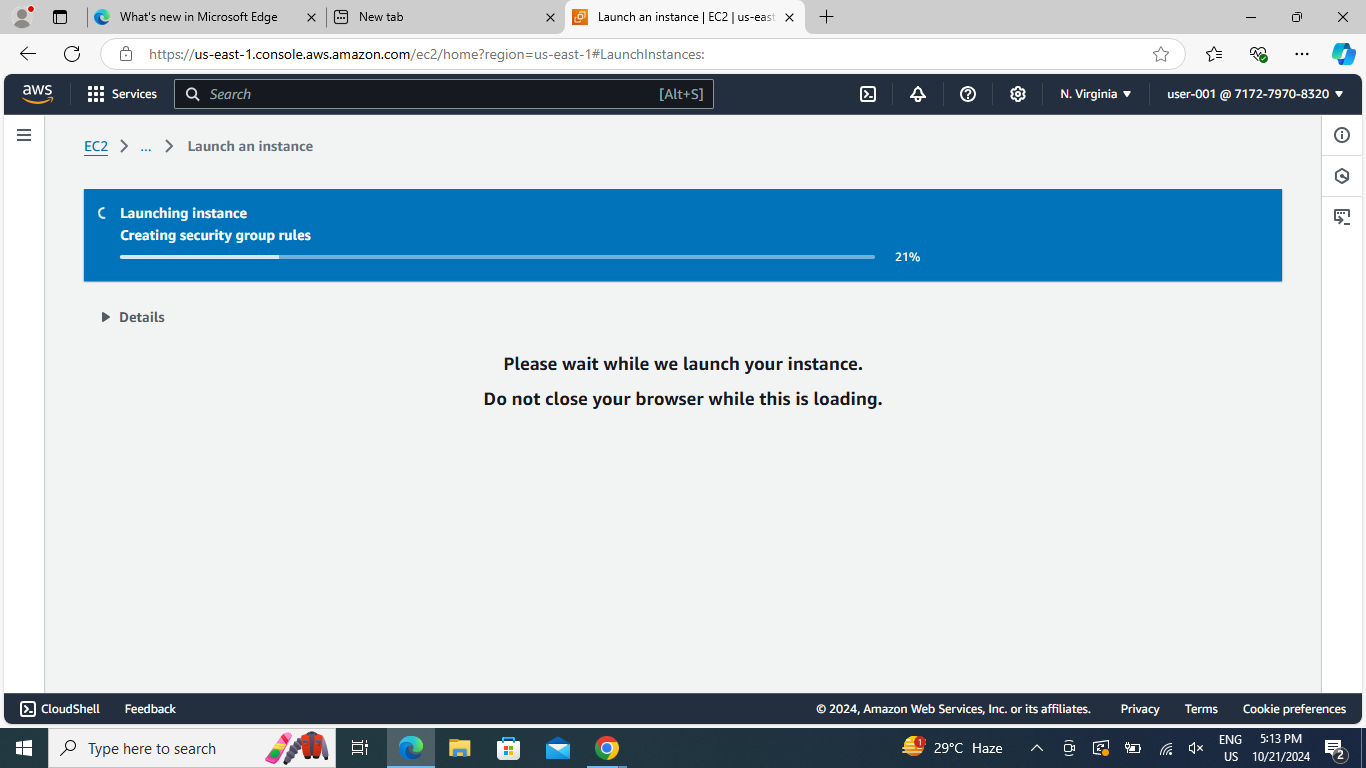 What's new in Microsoft Edge
New tab
Launch an instance | EC2 | us-east
https://us-east-1.console.aws.amazon.com/ec2/home?region=us-east-1#LaunchInstances:
aws
Services
Search
[Alt+S]
N. Virginia
user-001 @ 7172-7970-8320
EC2
...
Launch an instance
Launching instance
Creating security group rules
21%
Details
Please wait while we launch your instance.
Do not close your browser while this is loading.
CloudShell
Feedback
© 2024, Amazon Web Services, Inc. or its affiliates.
Privacy
Terms
Cookie preferences
Type here to search
1
29°C Haze
ENG
US
5:13 PM
10/21/2024
2